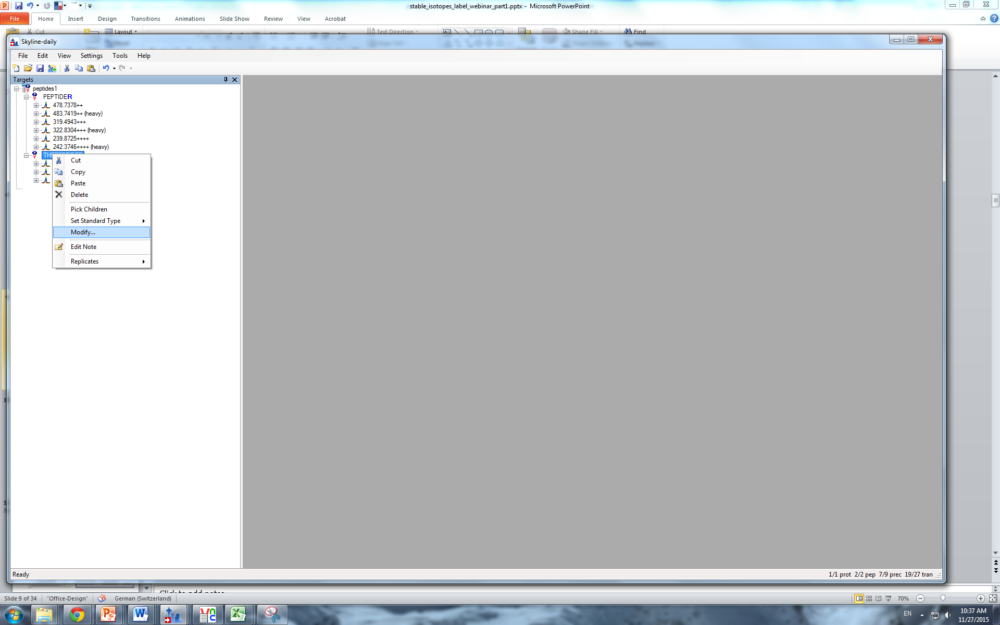 stable_isotopes_label_webinar_part1.pptx - Microsoft PowerPoint
File Home Insert Design Transitions Animations Slide Show Review View Acrobat
Cut Layout Text Direction Shape Fill Find
Skyline-daily
File Edit View Settings Tools Help
Targets
peptides1
PEPTIDER
478.7378++
483.7419++ (heavy)
319.4943+++
322.8304+++ (heavy)
239.8725++++
242.3746++++ (heavy)
Cut
Copy
Paste
Delete
Pick Children
Set Standard Type
Modify...
Edit Note
Replicates
Ready
1/1 prot 2/2 pep 7/9 prec 19/27 tran
Click to add notes
Slide 9 of 34 "Office-Design" German (Switzerland) 70%
EN
10:37 AM
11/27/2015